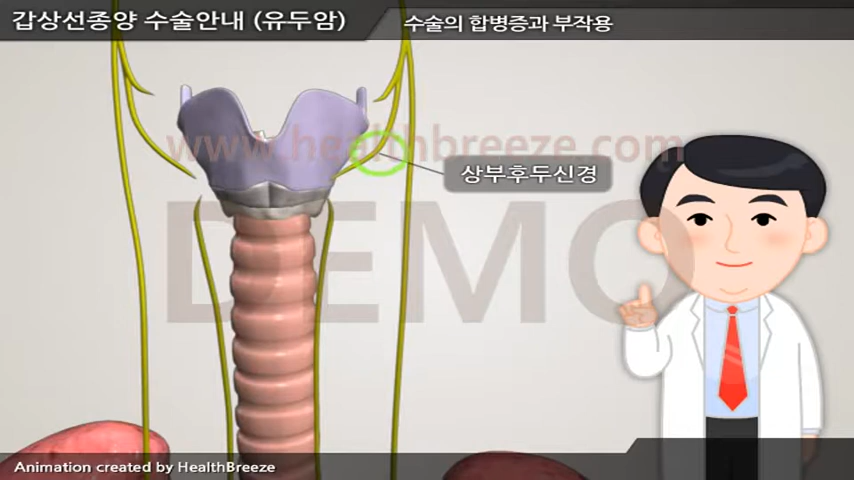 갑상선종양 수술안내 (유두암)
수술의 합병증과 부작용
www.healthbreeze.com
상부후두신경
DEMO
Animation created by HealthBreeze